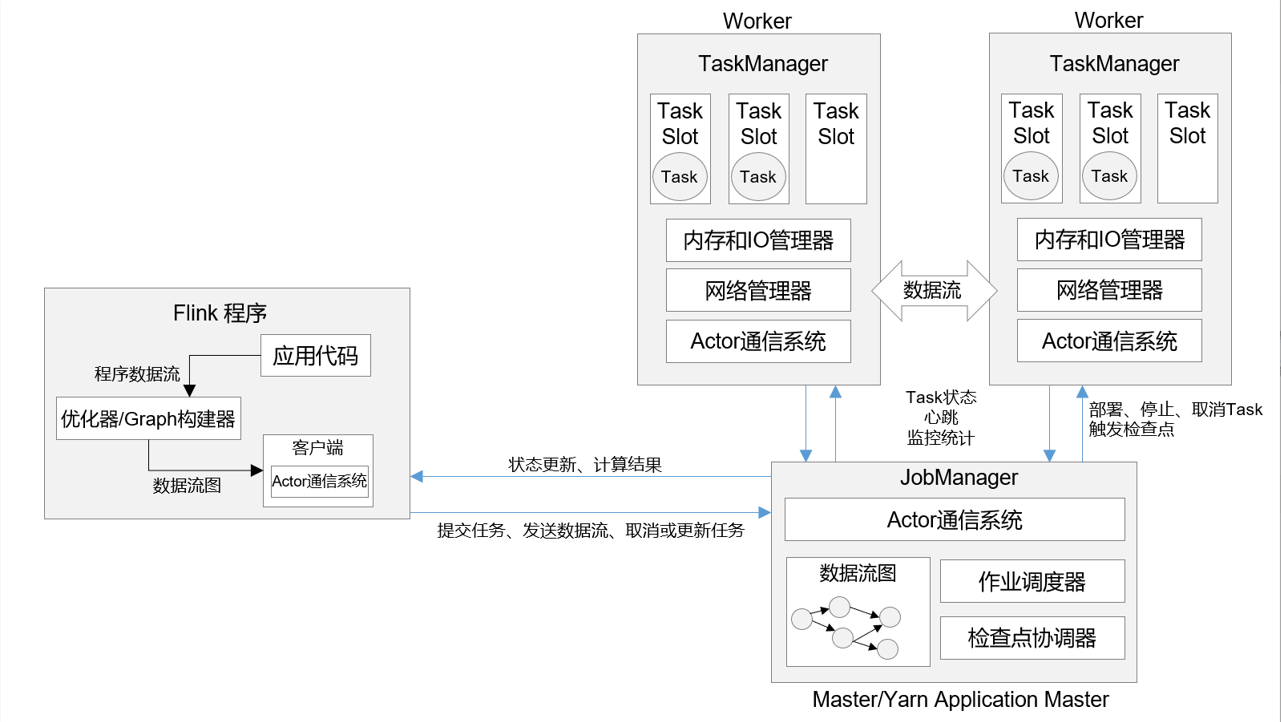 Worker
TaskManager
Task
Slot
Task
Task
Slot
Task
Task
Slot
内存和IO管理器
网络管理器
Actor通信系统
数据流
Worker
TaskManager
Task
Slot
Task
Task
Slot
Task
Task
Slot
内存和IO管理器
网络管理器
Actor通信系统
Flink 程序
应用代码
程序数据流
优化器/Graph构建器
客户端
Actor通信系统
数据流图
Task状态
心跳
监控统计
部署、停止、取消Task
触发检查点
状态更新、计算结果
提交任务、发送数据流、取消或更新任务
JobManager
Actor通信系统
数据流图
作业调度器
检查点协调器
Master/Yarn Application Master